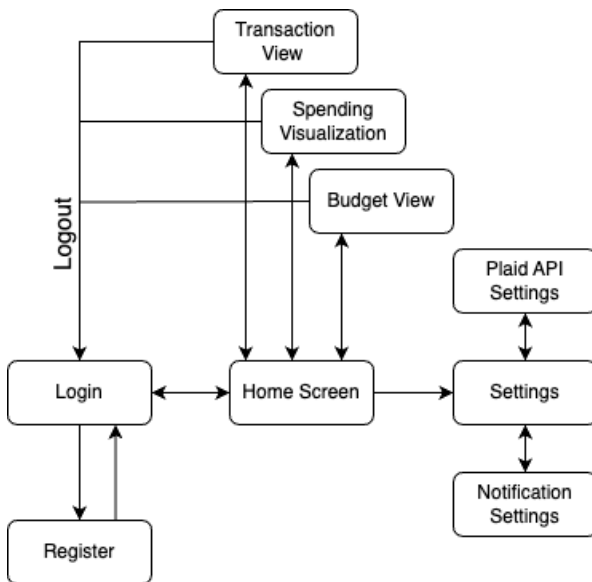 Transaction
View
Spending
Visualization
Budget View
Logout
Plaid API
Settings
Login
Home Screen
Settings
Notification
Settings
Register